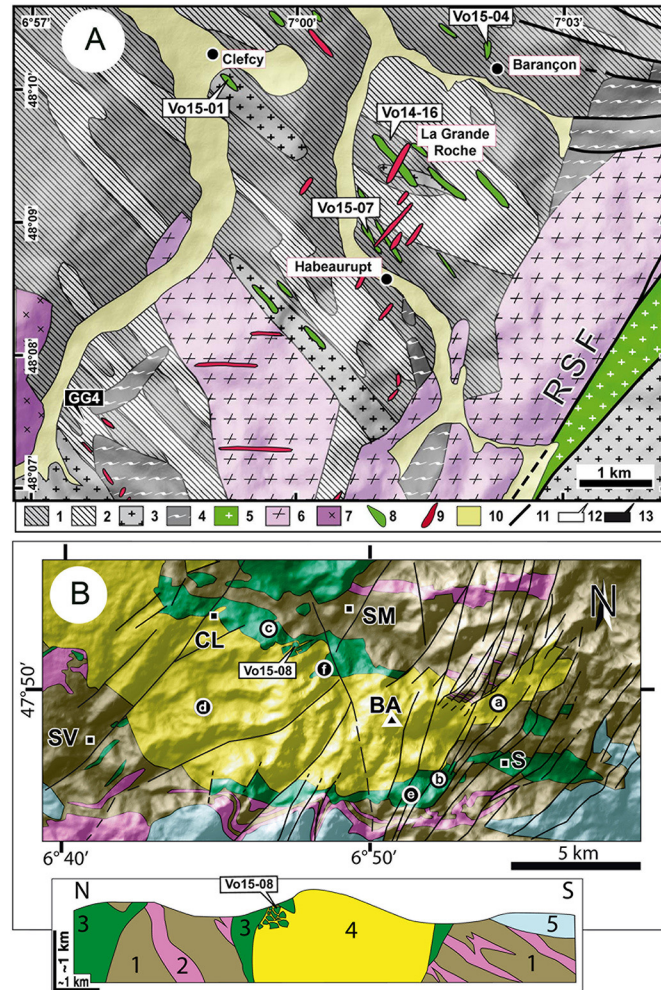 6°57
7°00
7°03
A
Vo15-04
Clefcy
Barançon
48°10
Vo15-01
Vo14-16
La Grande
Roche
48°09
Vo15-07
Habeaurupt
48°08
RSF
GG4
48°07
1 km
1 2 3 4 5 6 7 8 9 10 11 12 13
B
N
SM
c
CL
Vo15-08
f
47°50′
d
BA
a
SV
S
b
e
6°40′
6°50′
5 km
N
Vo15-08
S
3
3
4
5
1
2
1
~1 km
~1 km